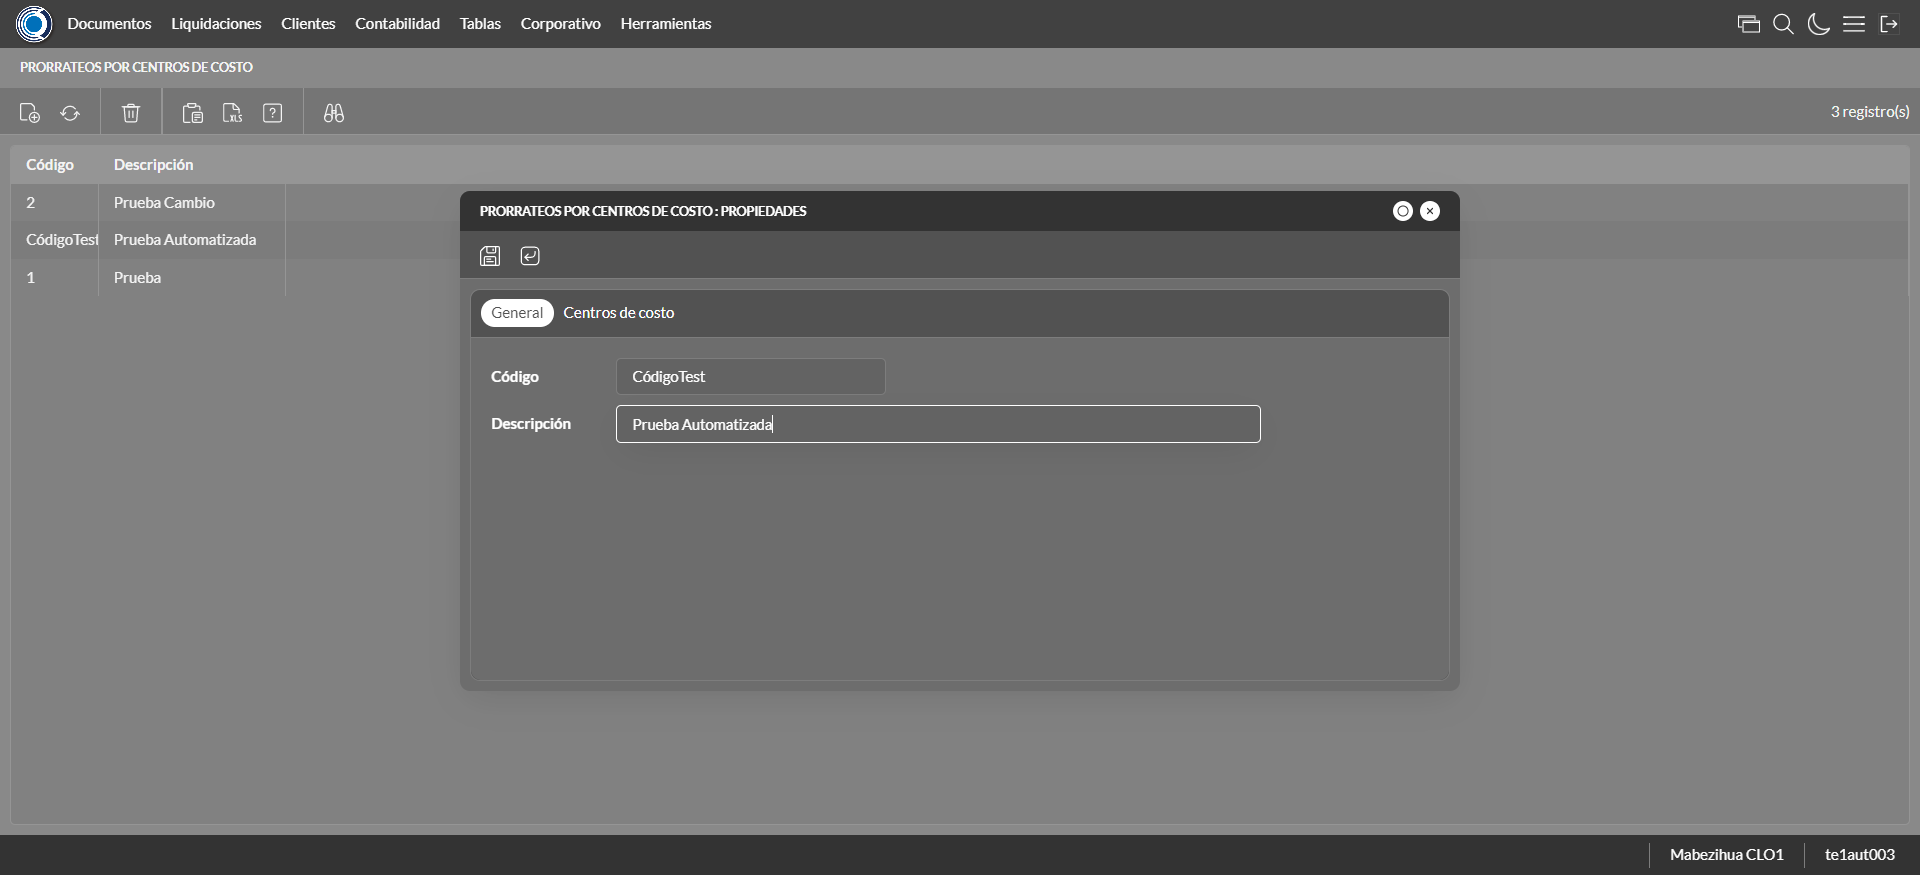 Documentos Liquidaciones Clientes Contabilidad Tablas Corporativo Herramientas
PRORRATEOS POR CENTROS DE COSTO
XLS ? 3 registro(s)
Código Descripción
2 Prueba Cambio
CódigoTest Prueba Automatizada
1 Prueba
PRORRATEOS POR CENTROS DE COSTO : PROPIEDADES
General Centros de costo
Código CódigoTest
Descripción Prueba Automatizada
Mabezihua CLO1 te1aut003